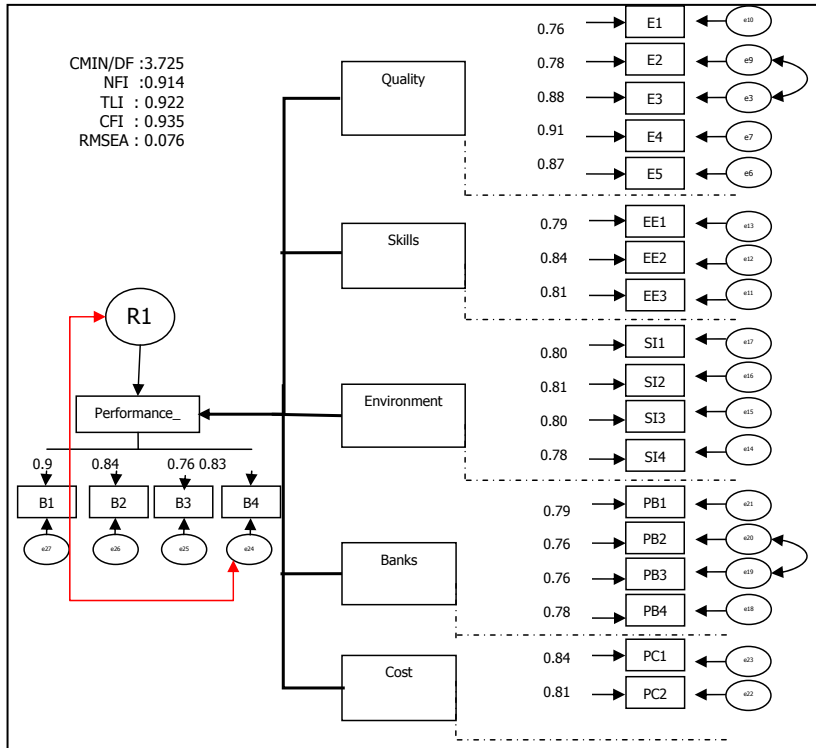 CMIN/DF :3.725
NFI :0.914
TLI : 0.922
CFI : 0.935
RMSEA : 0.076
Quality
0.76 E1 e10
0.78 E2 e9
0.88 E3 e3
0.91 E4 e7
0.87 E5 e6
Skills
0.79 EE1 e13
0.84 EE2 e12
0.81 EE3 e11
R1
Environment
0.80 SI1 e17
0.81 SI2 e16
0.80 SI3 e15
0.78 SI4 e14
Performance_
0.9 0.84 0.76 0.83
B1 B2 B3 B4
e27 e26 e25 e24
Banks
0.79 PB1 e21
0.76 PB2 e20
0.76 PB3 e19
0.78 PB4 e18
Cost
0.84 PC1 e23
0.81 PC2 e22